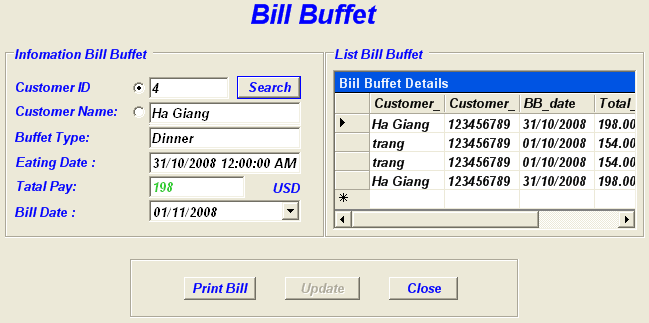 Bill Buffet
Infomation Bill Buffet
Customer ID 4 Search
Customer Name: Ha Giang
Buffet Type: Dinner
Eating Date : 31/10/2008 12:00:00 AM
Tatal Pay: 198 USD
Bill Date : 01/11/2008
List Bill Buffet
Biil Buffet Details
Customer_ Customer_ BB_date Total_
Ha Giang 123456789 31/10/2008 198.00
trang 123456789 01/10/2008 154.00
trang 123456789 01/10/2008 154.00
Ha Giang 123456789 31/10/2008 198.00
Print Bill Update Close